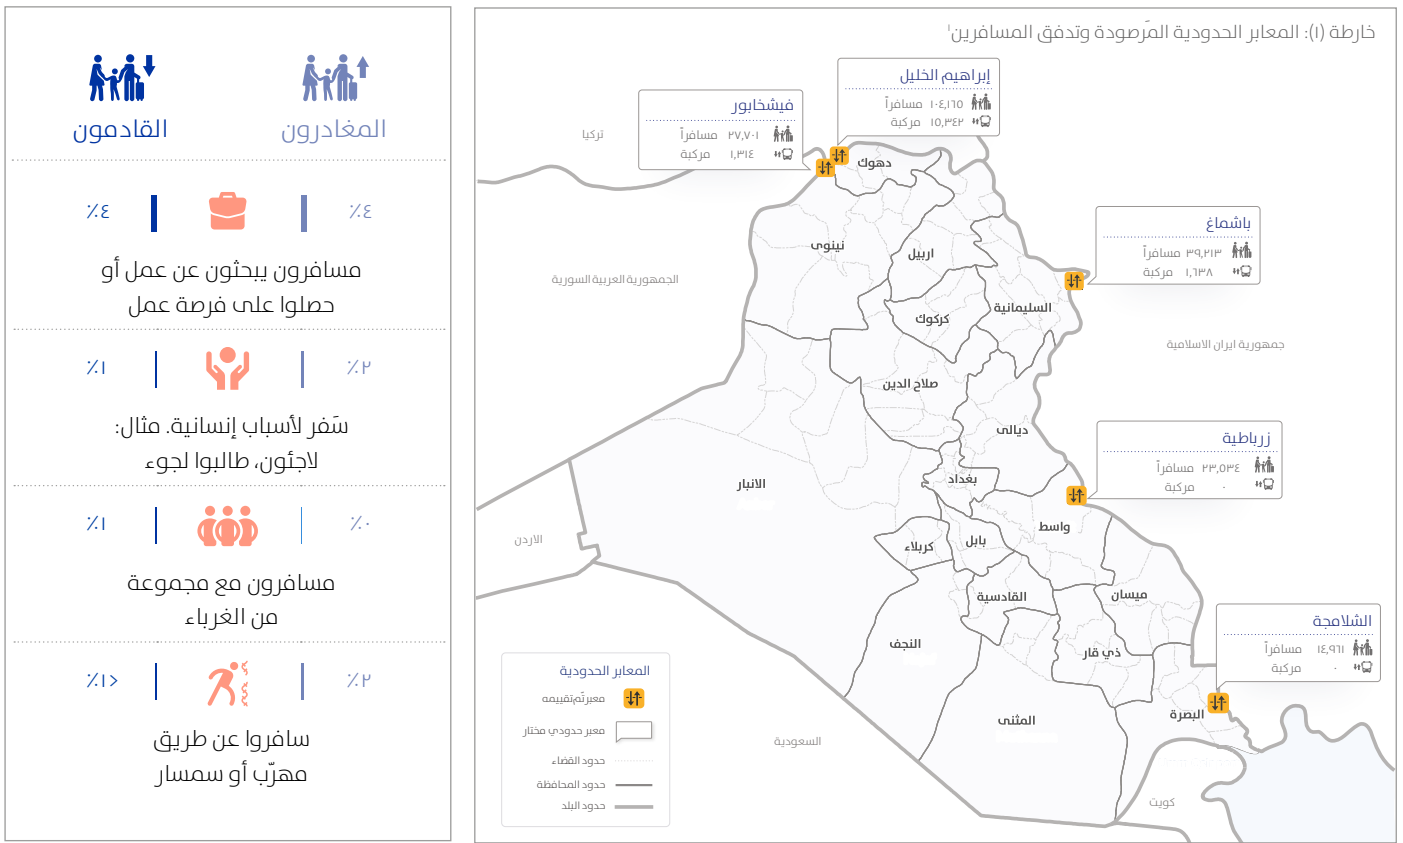 خارطة (١): المعابر الحدودية المرصودة وتدفق المسافرين١
إبراهيم الخليل
١٠٤,١٦٥ مسافراً
١٥,٣٤٢ مركبة
فيشخابور
٢٧,٧٠١ مسافراً
١,٣١٤ مركبة
باشماغ
٣٩,٢١٣ مسافراً
١,٦٣٨ مركبة
زرباطية
٢٣,٥٣٤ مسافراً
٠ مركبة
الشلامجة
١٤,٩٦١ مسافراً
٠ مركبة
تركيا
الجمهورية العربية السورية
جمهورية ايران الاسلامية
الاردن
السعودية
كويت
دهوك
نينوى
اربيل
السليمانية
كركوك
صلاح الدين
ديالى
الانبار
بغداد
واسط
بابل
كربلاء
القادسية
ميسان
النجف
ذي قار
المثنى
البصرة
المعابر الحدودية
معبر تم تقييمه
معبر حدودي مختار
حدود القضاء
حدود المحافظة
حدود البلد
المغادرون
القادمون
٪٤
٪٤
مسافرون يبحثون عن عمل أو
حصلوا على فرصة عمل
٪٢
٪١
سَفر لأسباب إنسانية. مثال:
لاجئون، طالبوا لجوء
٪٠
٪١
مسافرون مع مجموعة
من الغرباء
٪٢
٪١>
سافروا عن طريق
مهرّب أو سمسار